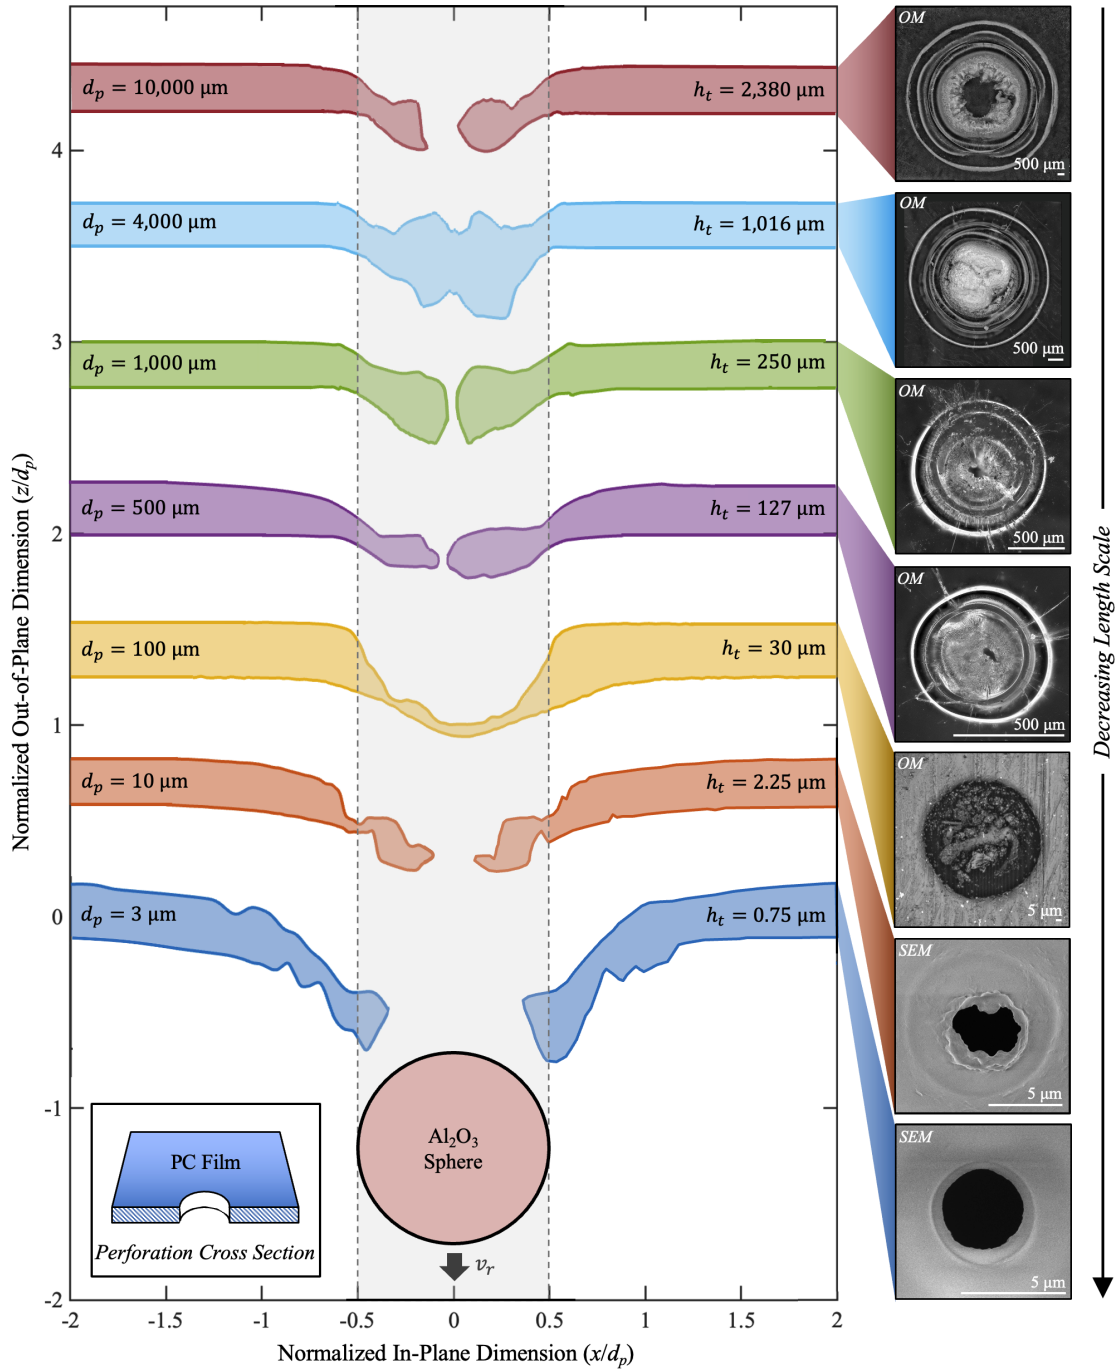 OM
d_p = 10,000 μm
h_t = 2,380 μm
500 μm
4
OM
d_p = 4,000 μm
h_t = 1,016 μm
500 μm
3
d_p = 1,000 μm
h_t = 250 μm
OM
500 μm
d_p = 500 μm
h_t = 127 μm
2
OM
500 μm
d_p = 100 μm
h_t = 30 μm
1
OM
5 μm
d_p = 10 μm
h_t = 2.25 μm
0
d_p = 3 μm
h_t = 0.75 μm
SEM
5 μm
-1
Al₂O₃
Sphere
SEM
5 μm
PC Film
Perforation Cross Section
v_r
-2
-2
-1.5
-1
-0.5
0
0.5
1
1.5
2
Normalized In-Plane Dimension (x/d_p)
Normalized Out-of-Plane Dimension (z/d_p)
Decreasing Length Scale